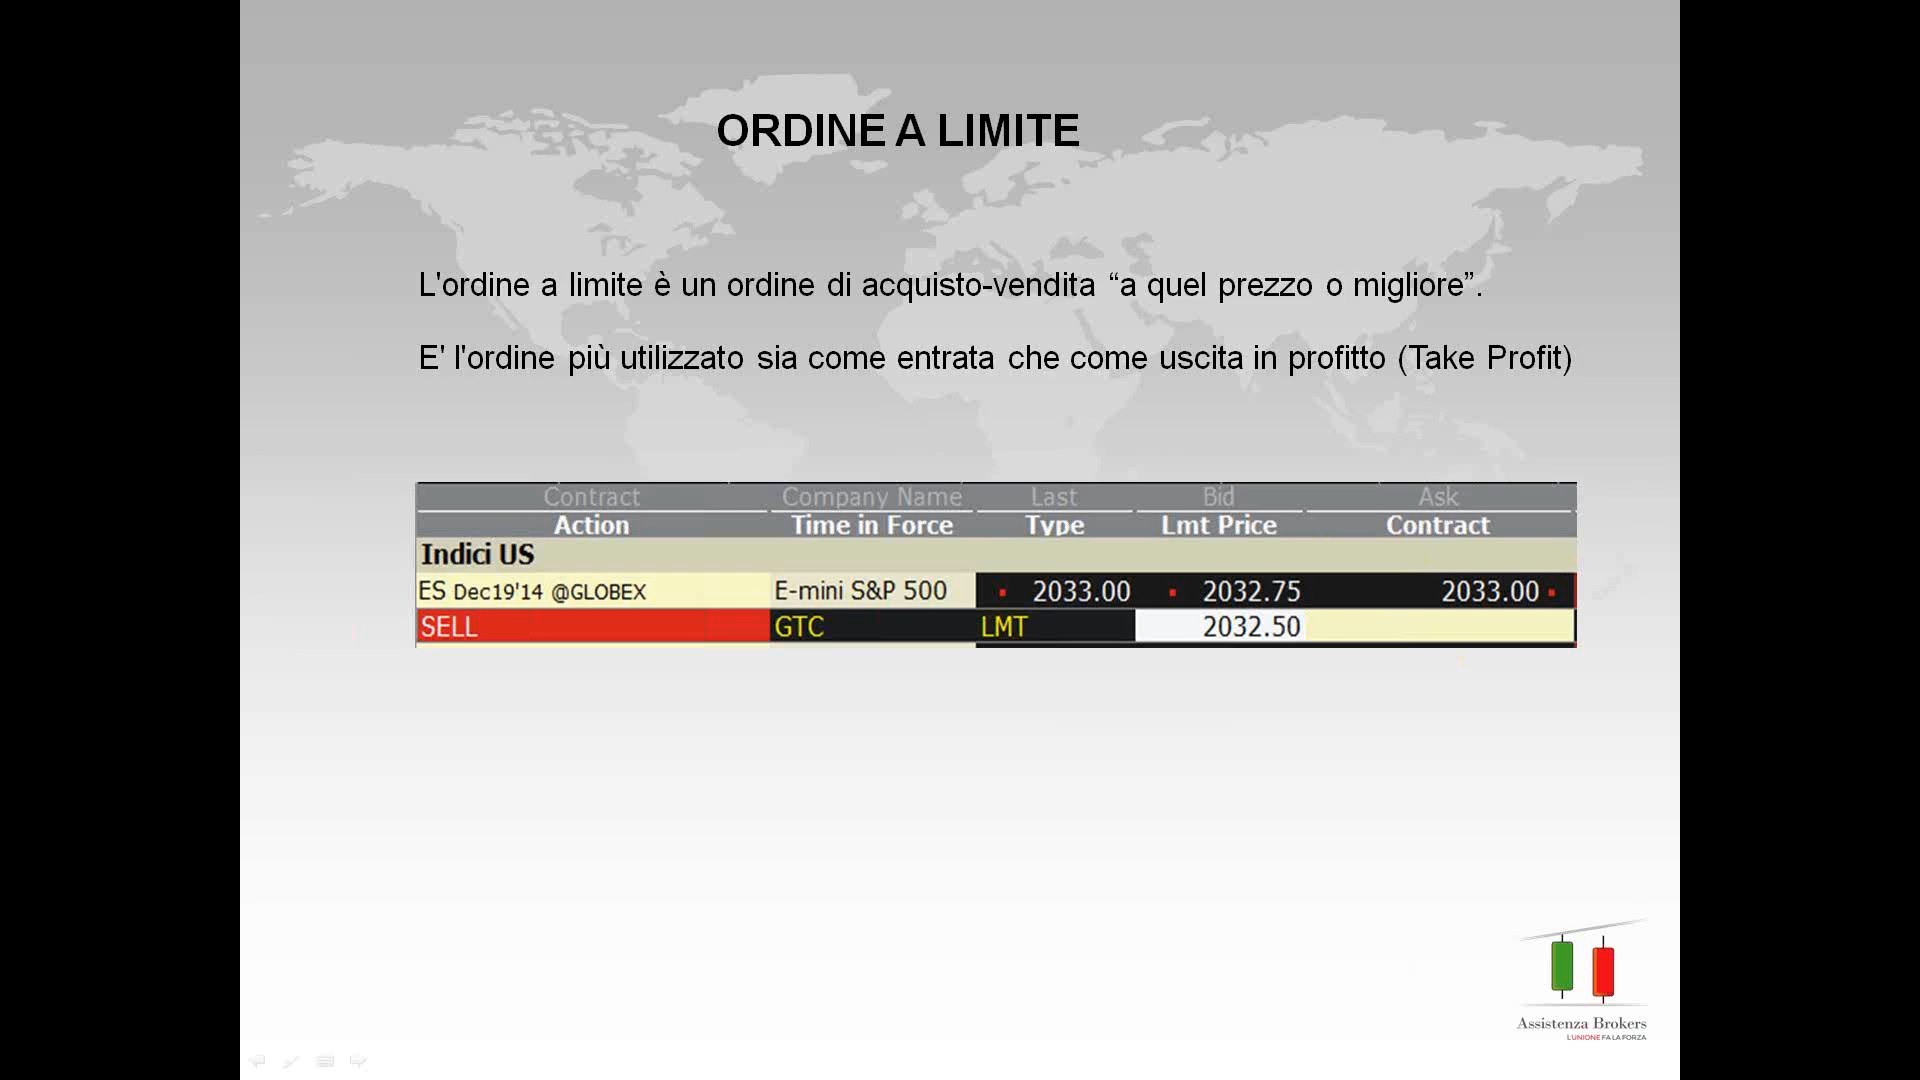 ORDINE A LIMITE
L'ordine a limite è un ordine di acquisto-vendita “a quel prezzo o migliore”.
E' l'ordine più utilizzato sia come entrata che come uscita in profitto (Take Profit)
Contract Company Name Last Bid Ask
Action Time in Force Type Lmt Price Contract
Indici US
ES Dec19'14 @GLOBEX E-mini S&P 500 2033.00 2032.75 2033.00
SELL GTC LMT 2032.50
Assistenza Brokers
L'UNIONE FA LA FORZA